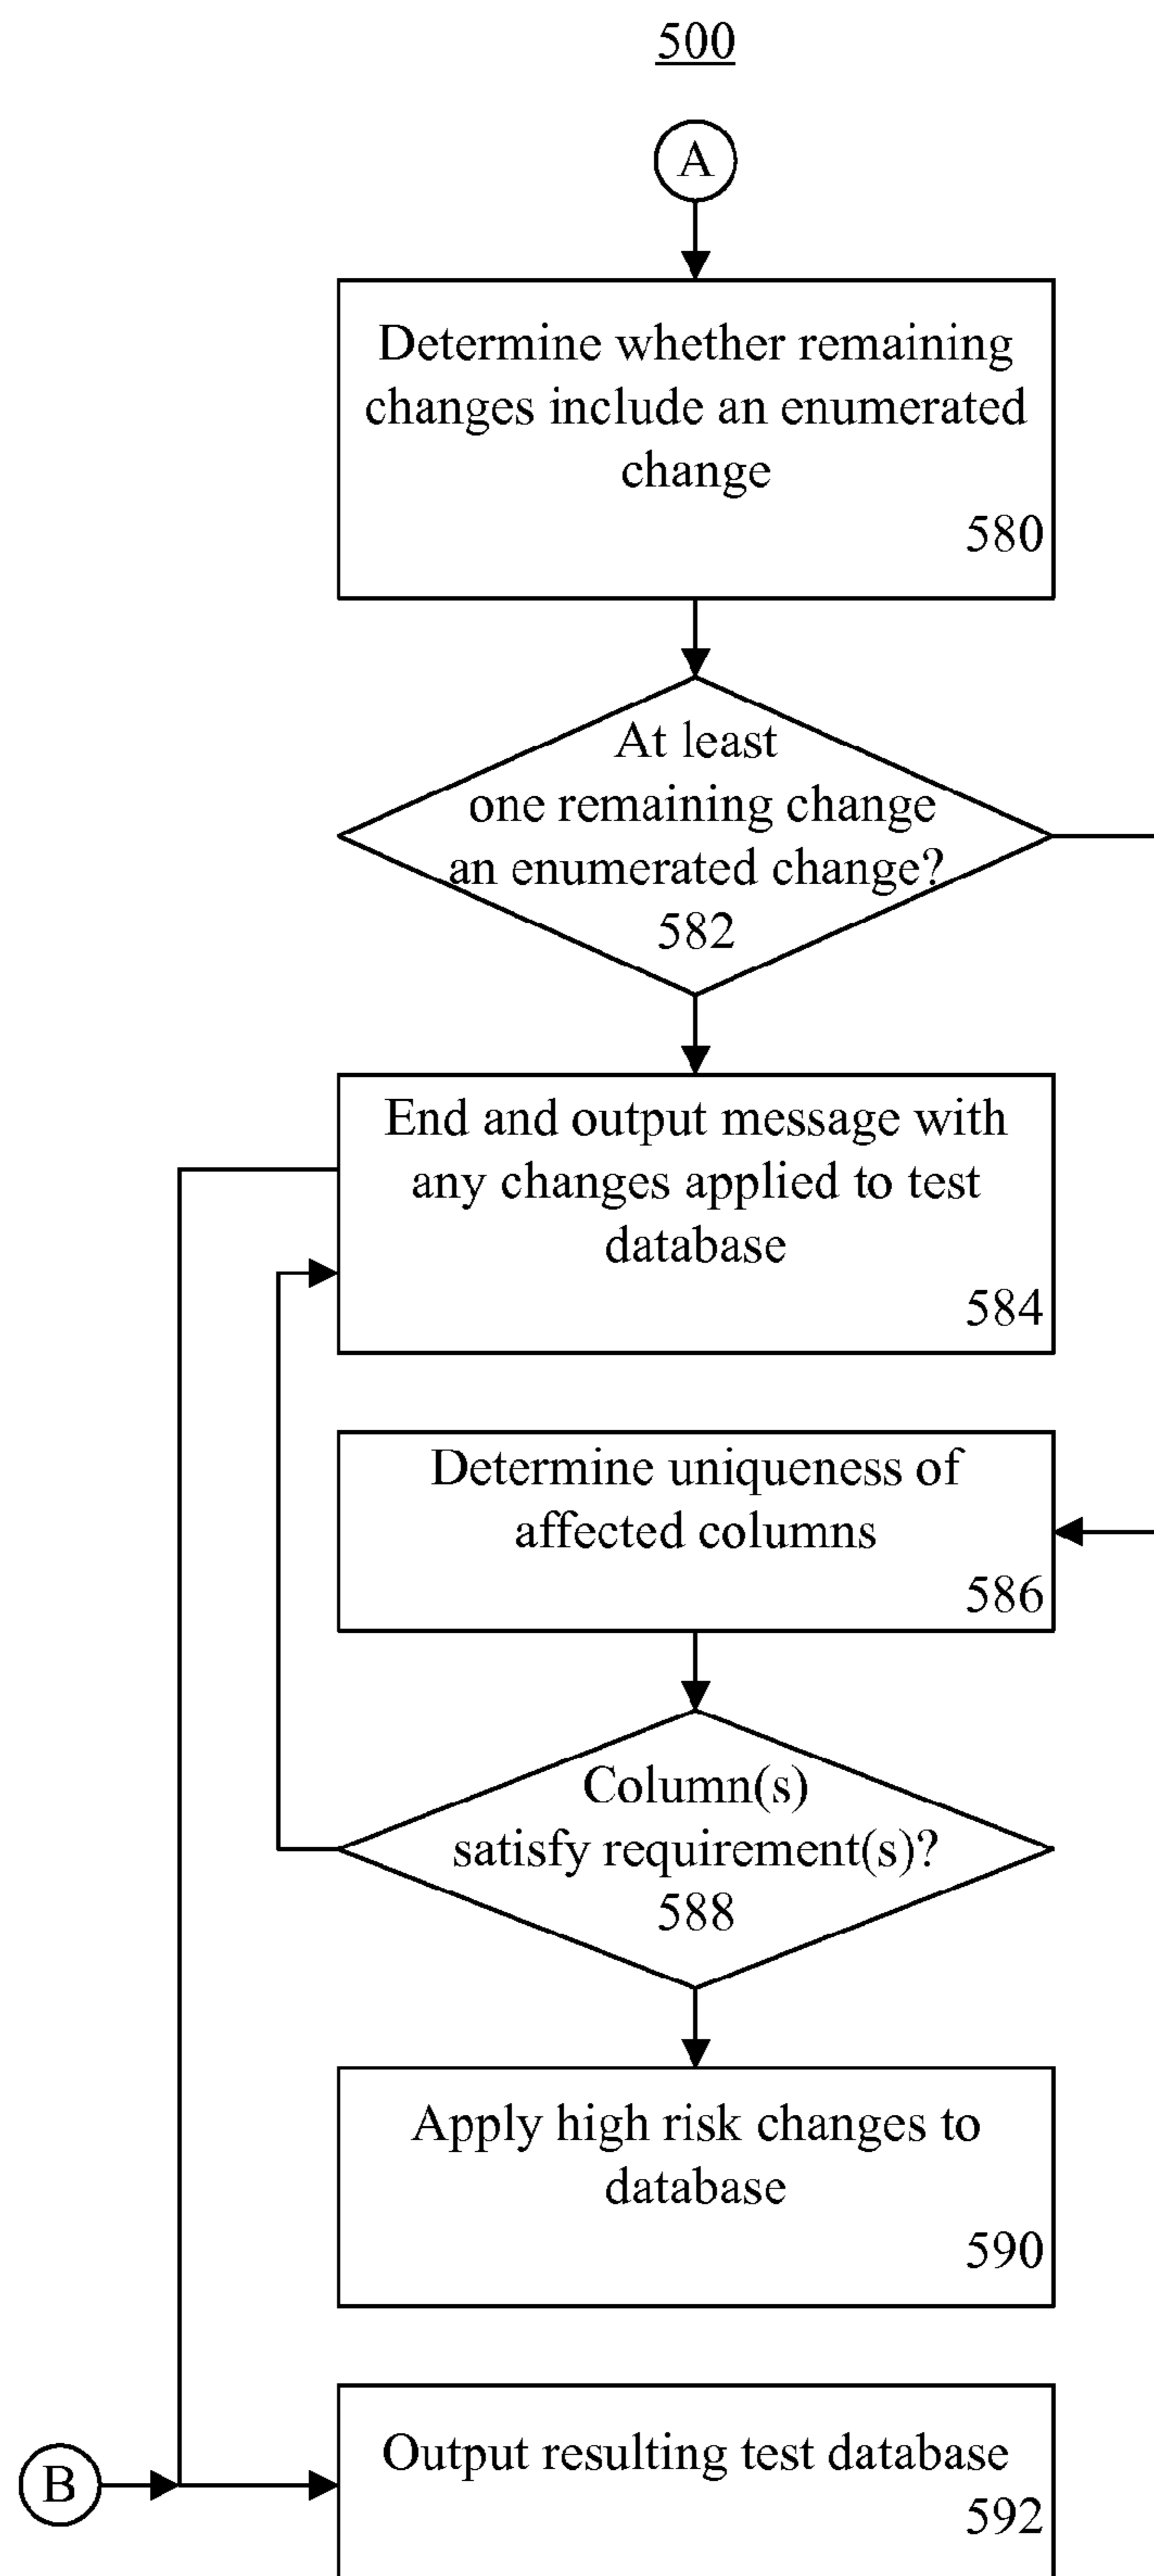 500
A
Determine whether remaining
changes include an enumerated
change
580
At least
one remaining change
an enumerated change?
582
End and output message with
any changes applied to test
database
584
Determine uniqueness of
affected columns
586
Column(s)
satisfy requirement(s)?
588
Apply high risk changes to
database
590
Output resulting test database
592
B